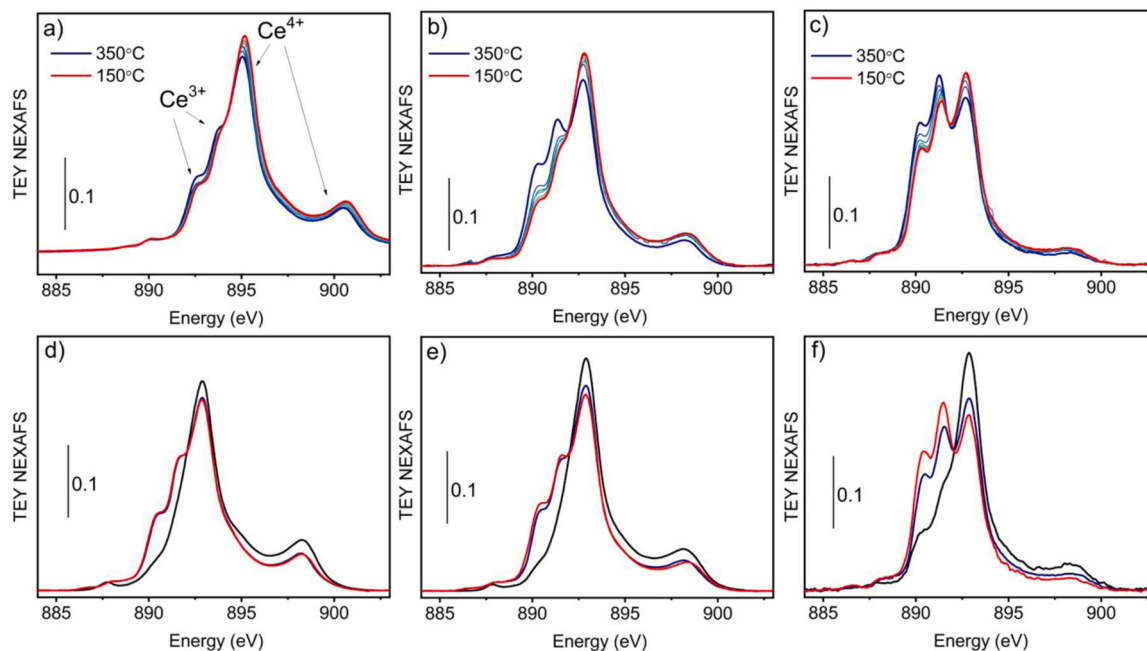 a)
Ce⁴⁺
350°C
150°C
Ce³⁺
0.1
TEY NEXAFS
885 890 895 900
Energy (eV)
b)
350°C
150°C
0.1
TEY NEXAFS
885 890 895 900
Energy (eV)
c)
350°C
150°C
0.1
TEY NEXAFS
885 890 895 900
Energy (eV)
d)
0.1
TEY NEXAFS
885 890 895 900
Energy (eV)
e)
0.1
TEY NEXAFS
885 890 895 900
Energy (eV)
f)
0.1
TEY NEXAFS
885 890 895 900
Energy (eV)